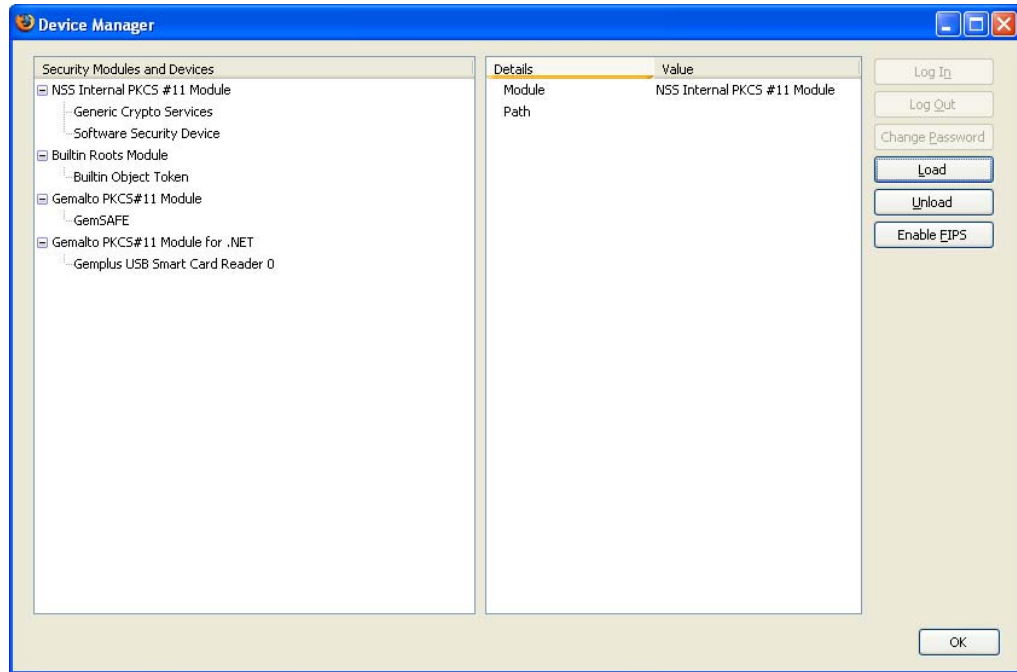 Device Manager
Security Modules and Devices
NSS Internal PKCS #11 Module
Generic Crypto Services
Software Security Device
Builtin Roots Module
Builtin Object Token
Gemalto PKCS#11 Module
GemSAFE
Gemalto PKCS#11 Module for .NET
Gemplus USB Smart Card Reader 0
Details Value
Module NSS Internal PKCS #11 Module
Path
Log In
Log Out
Change Password
Load
Unload
Enable FIPS
OK